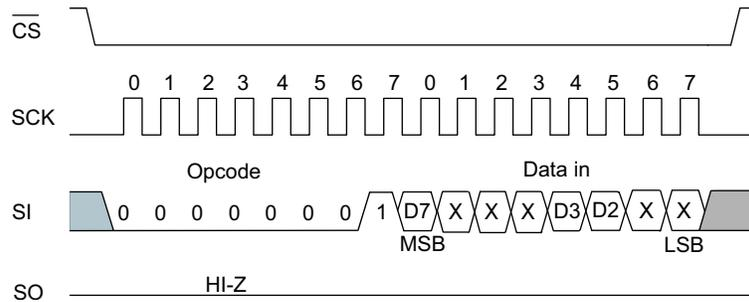 CS
0 1 2 3 4 5 6 7 0 1 2 3 4 5 6 7
SCK
Opcode Data in
SI 0 0 0 0 0 0 0 1 D7 X X X D3 D2 X X
MSB LSB
HI-Z
SO